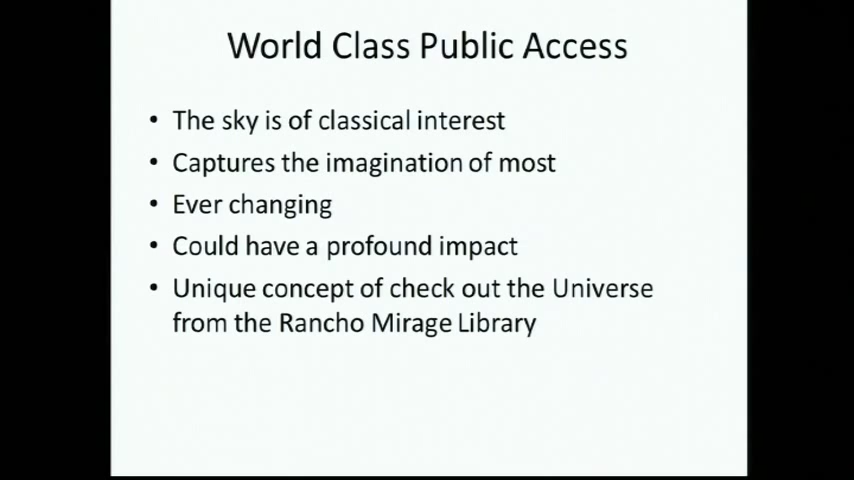 World Class Public Access
• The sky is of classical interest
• Captures the imagination of most
• Ever changing
• Could have a profound impact
• Unique concept of check out the Universe
from the Rancho Mirage Library